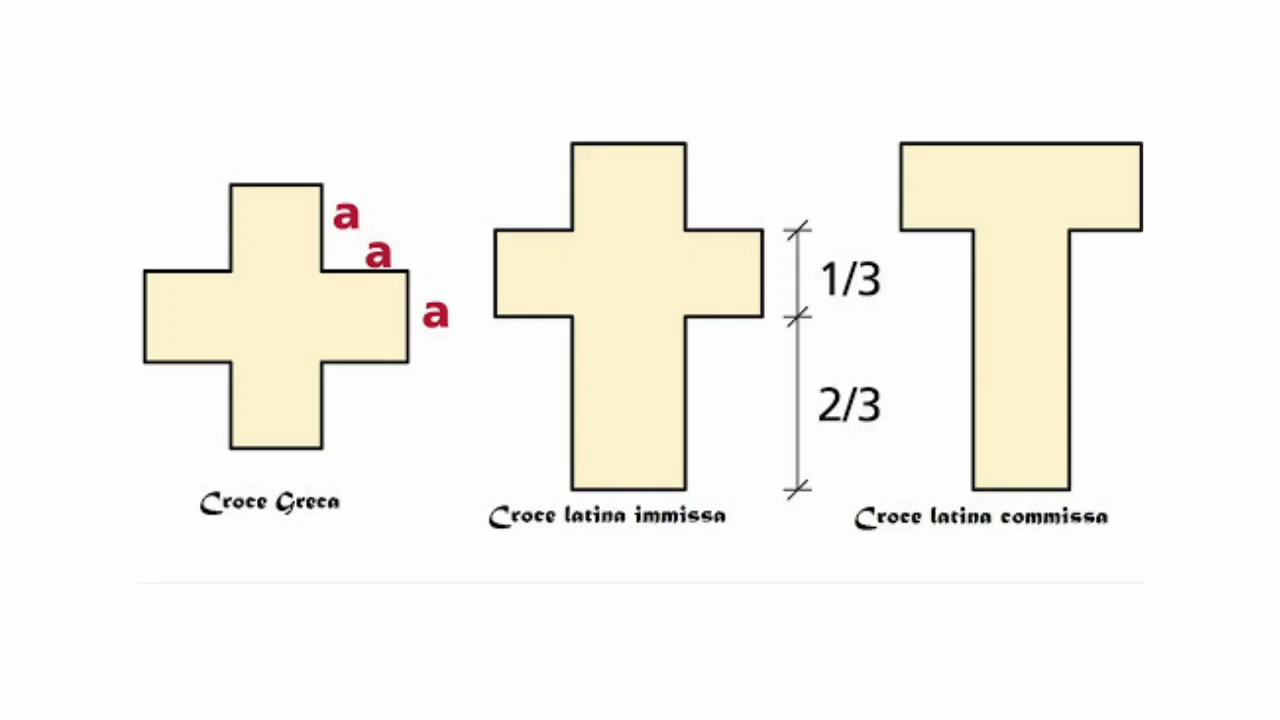 a
a
a
1/3
2/3
Croce Greca
Croce latina immissa
Croce latina commissa